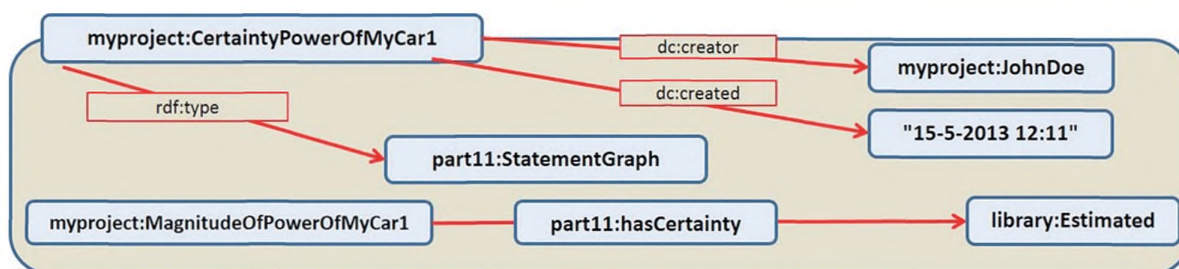 myproject:CertaintyPowerOfMyCar1
dc:creator
myproject:JohnDoe
rdf:type
dc:created
"15-5-2013 12:11"
part11:StatementGraph
myproject:MagnitudeOfPowerOfMyCar1
part11:hasCertainty
library:Estimated